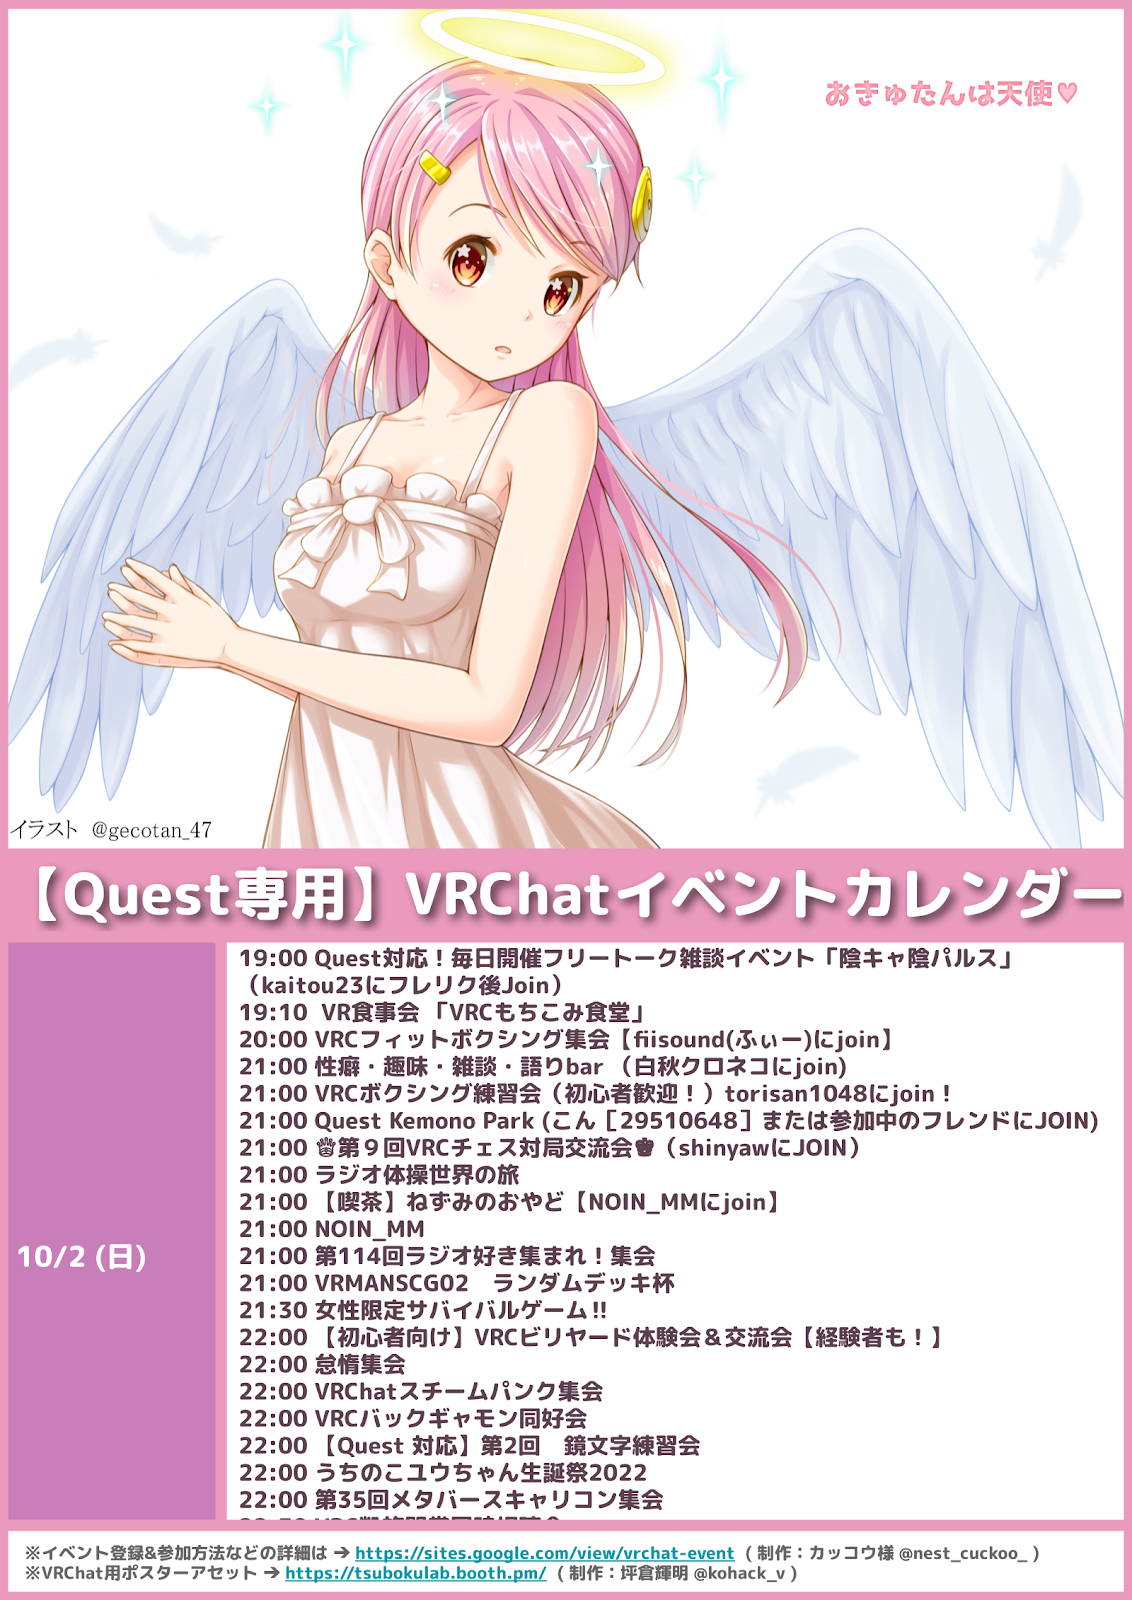 おきゅたんは天使♥
イラスト @gecotan_47
【Quest専用】VRChatイベントカレンダー
10/2 (日)
19:00 Quest対応！毎日開催フリートーク雑談イベント「陰キャ陰パルス」
（kaitou23にフレリク後Join）
19:10 VR食事会 「VRCもちこみ食堂」
20:00 VRCフィットボクシング集会【fiisound(ふぃー)にjoin】
21:00 性癖・趣味・雑談・語りbar （白秋クロネコにjoin)
21:00 VRCボクシング練習会（初心者歓迎！）torisan1048にjoin！
21:00 Quest Kemono Park (こん［29510648］または参加中のフレンドにJOIN)
21:00 ♕第９回VRCチェス対局交流会♚（shinyawにJOIN）
21:00 ラジオ体操世界の旅
21:00 【喫茶】ねずみのおやど【NOIN_MMにjoin】
21:00 NOIN_MM
21:00 第114回ラジオ好き集まれ！集会
21:00 VRMANSCG02　ランダムデッキ杯
21:30 女性限定サバイバルゲーム!!
22:00 【初心者向け】VRCビリヤード体験会＆交流会【経験者も！】
22:00 怠惰集会
22:00 VRChatスチームパンク集会
22:00 VRCバックギャモン同好会
22:00 【Quest 対応】第2回　鏡文字練習会
22:00 うちのこユウちゃん生誕祭2022
22:00 第35回メタバースキャリコン集会
※イベント登録&参加方法などの詳細は → https://sites.google.com/view/vrchat-event ( 制作：カッコウ様 @nest_cuckoo_ )
※VRChat用ポスターアセット → https://tsubokulab.booth.pm/ ( 制作：坪倉輝明 @kohack_v )